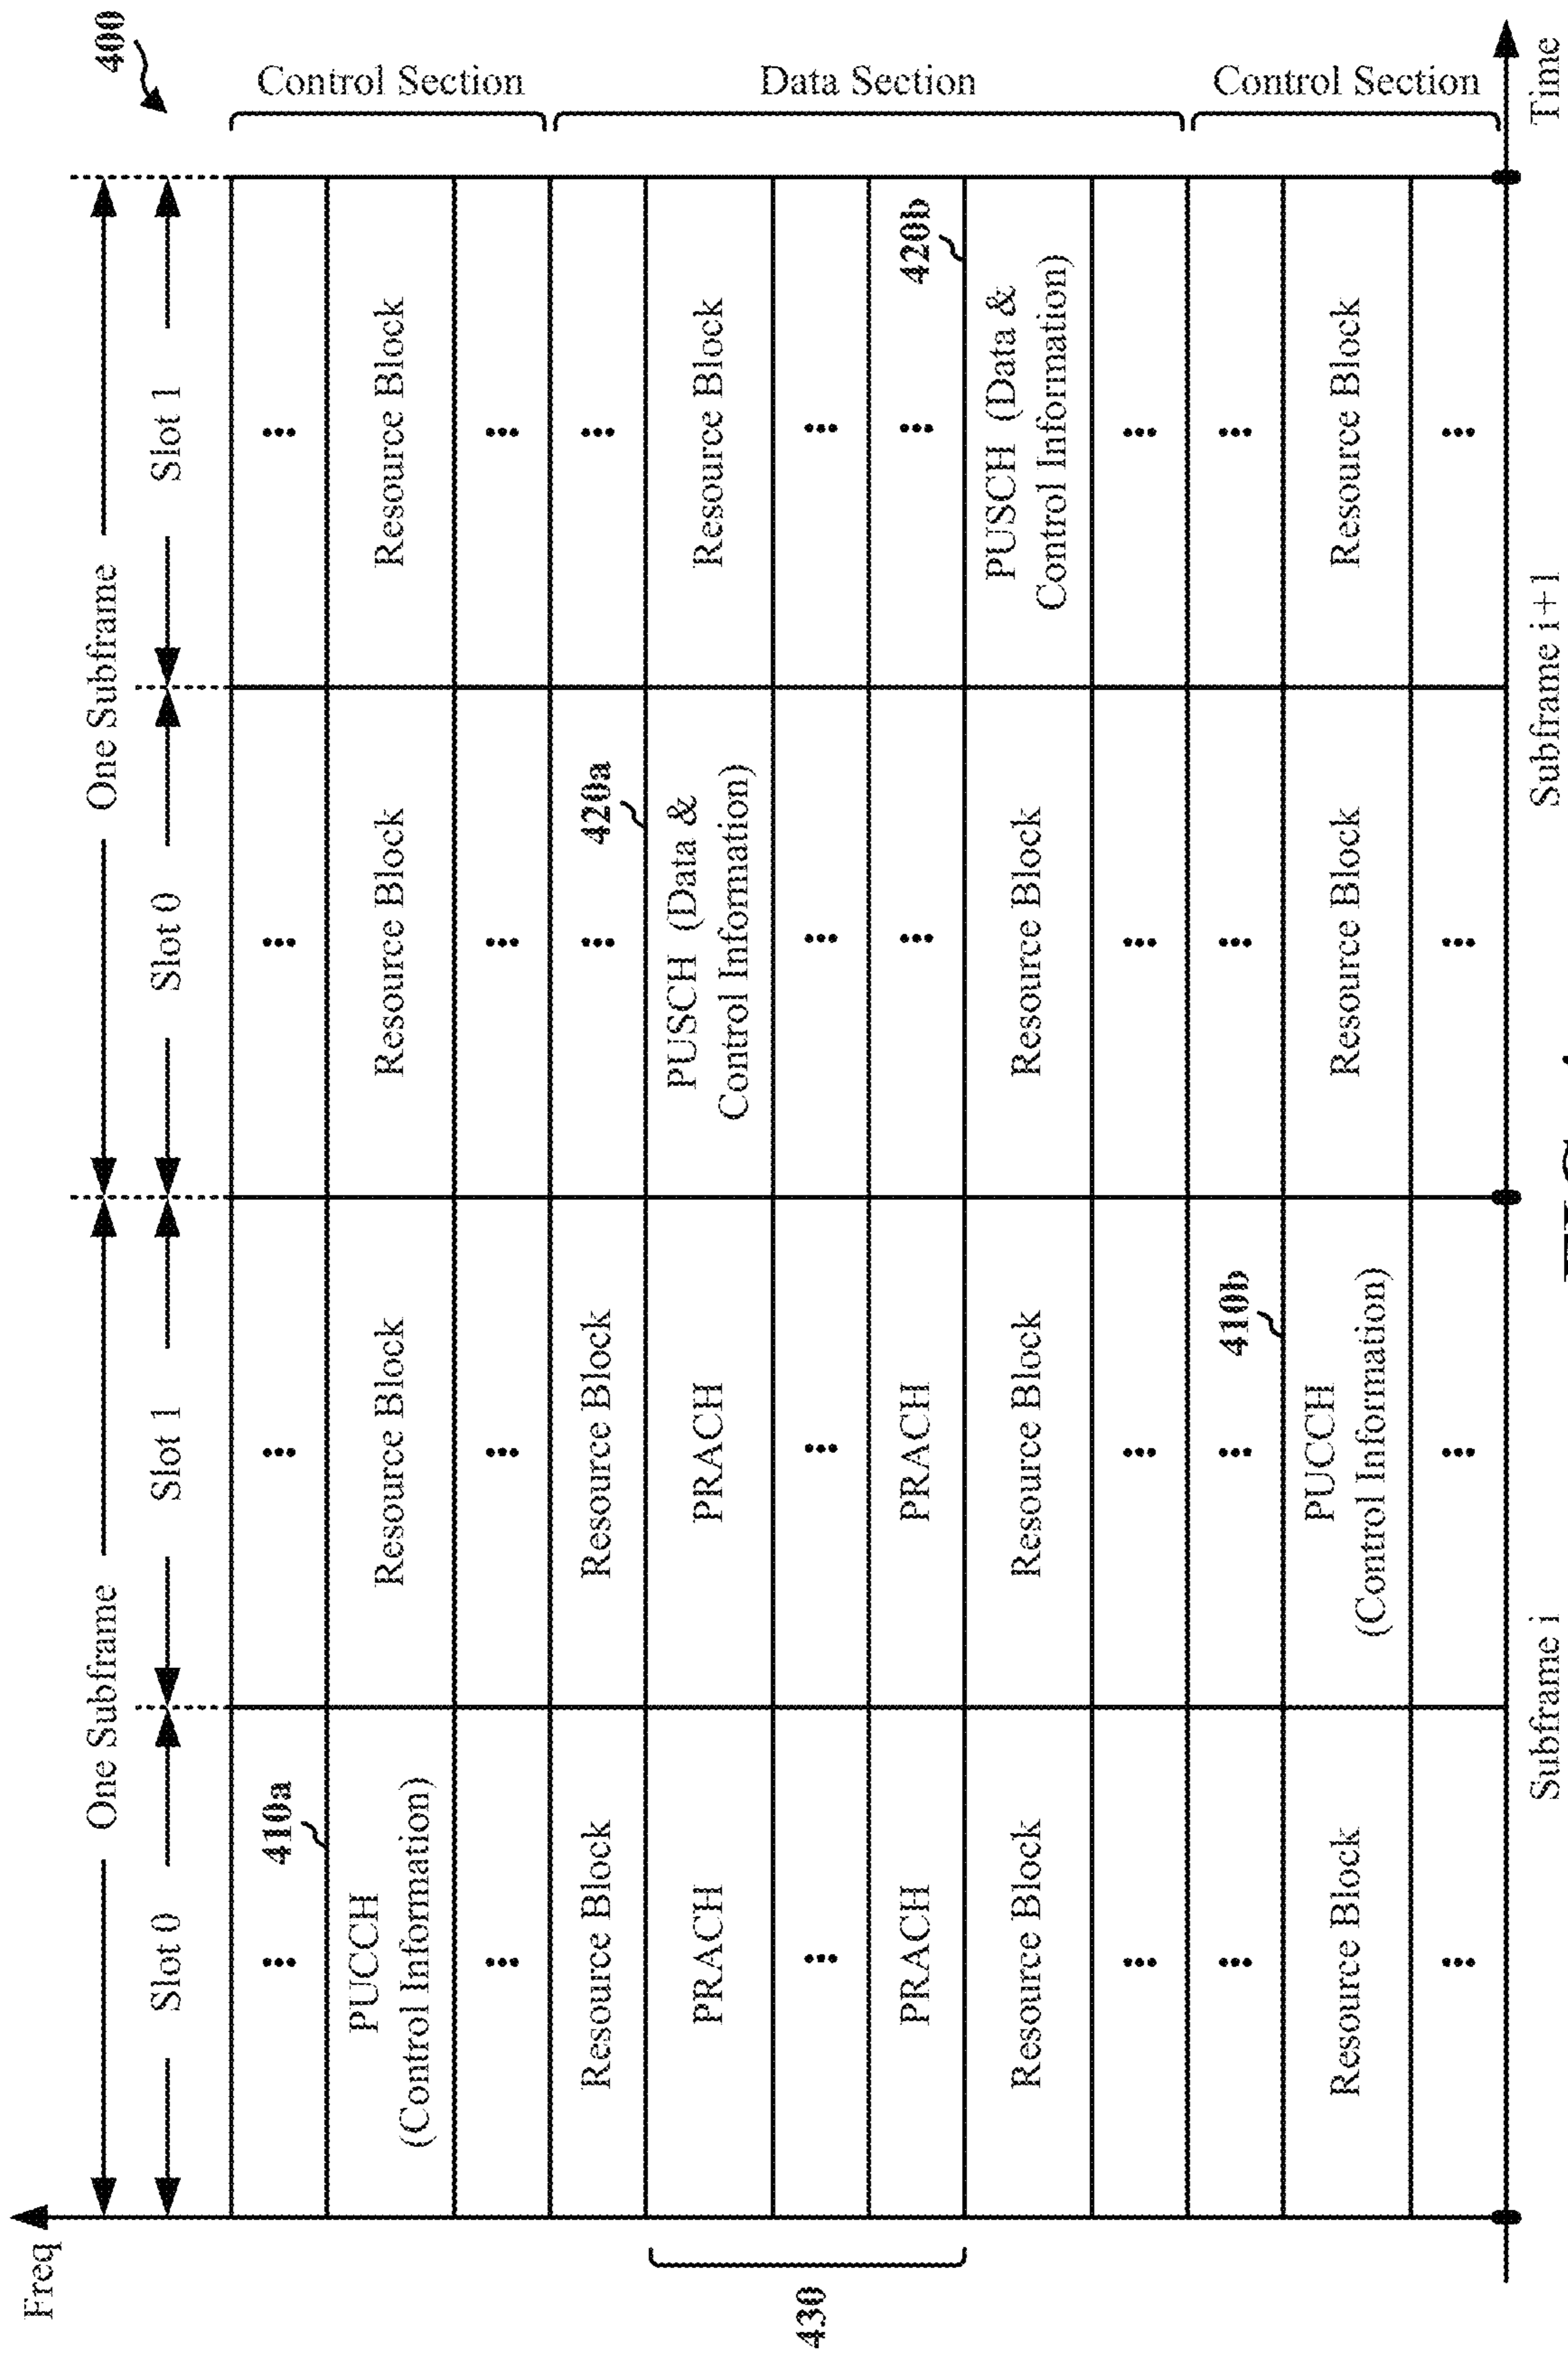 400
Freq
One Subframe
One Subframe
Slot 0
Slot 1
Slot 0
Slot 1
410a
PUCCH
(Control Information)
Resource Block
Resource Block
Resource Block
Control Section
Resource Block
Resource Block
420a
430
PRACH
PRACH
PUSCH (Data &
Control Information)
Resource Block
Data Section
PRACH
PRACH
420b
Resource Block
Resource Block
Resource Block
PUSCH (Data &
Control Information)
410b
Resource Block
PUCCH
(Control Information)
Resource Block
Resource Block
Control Section
Subframe i
Subframe i+1
Time